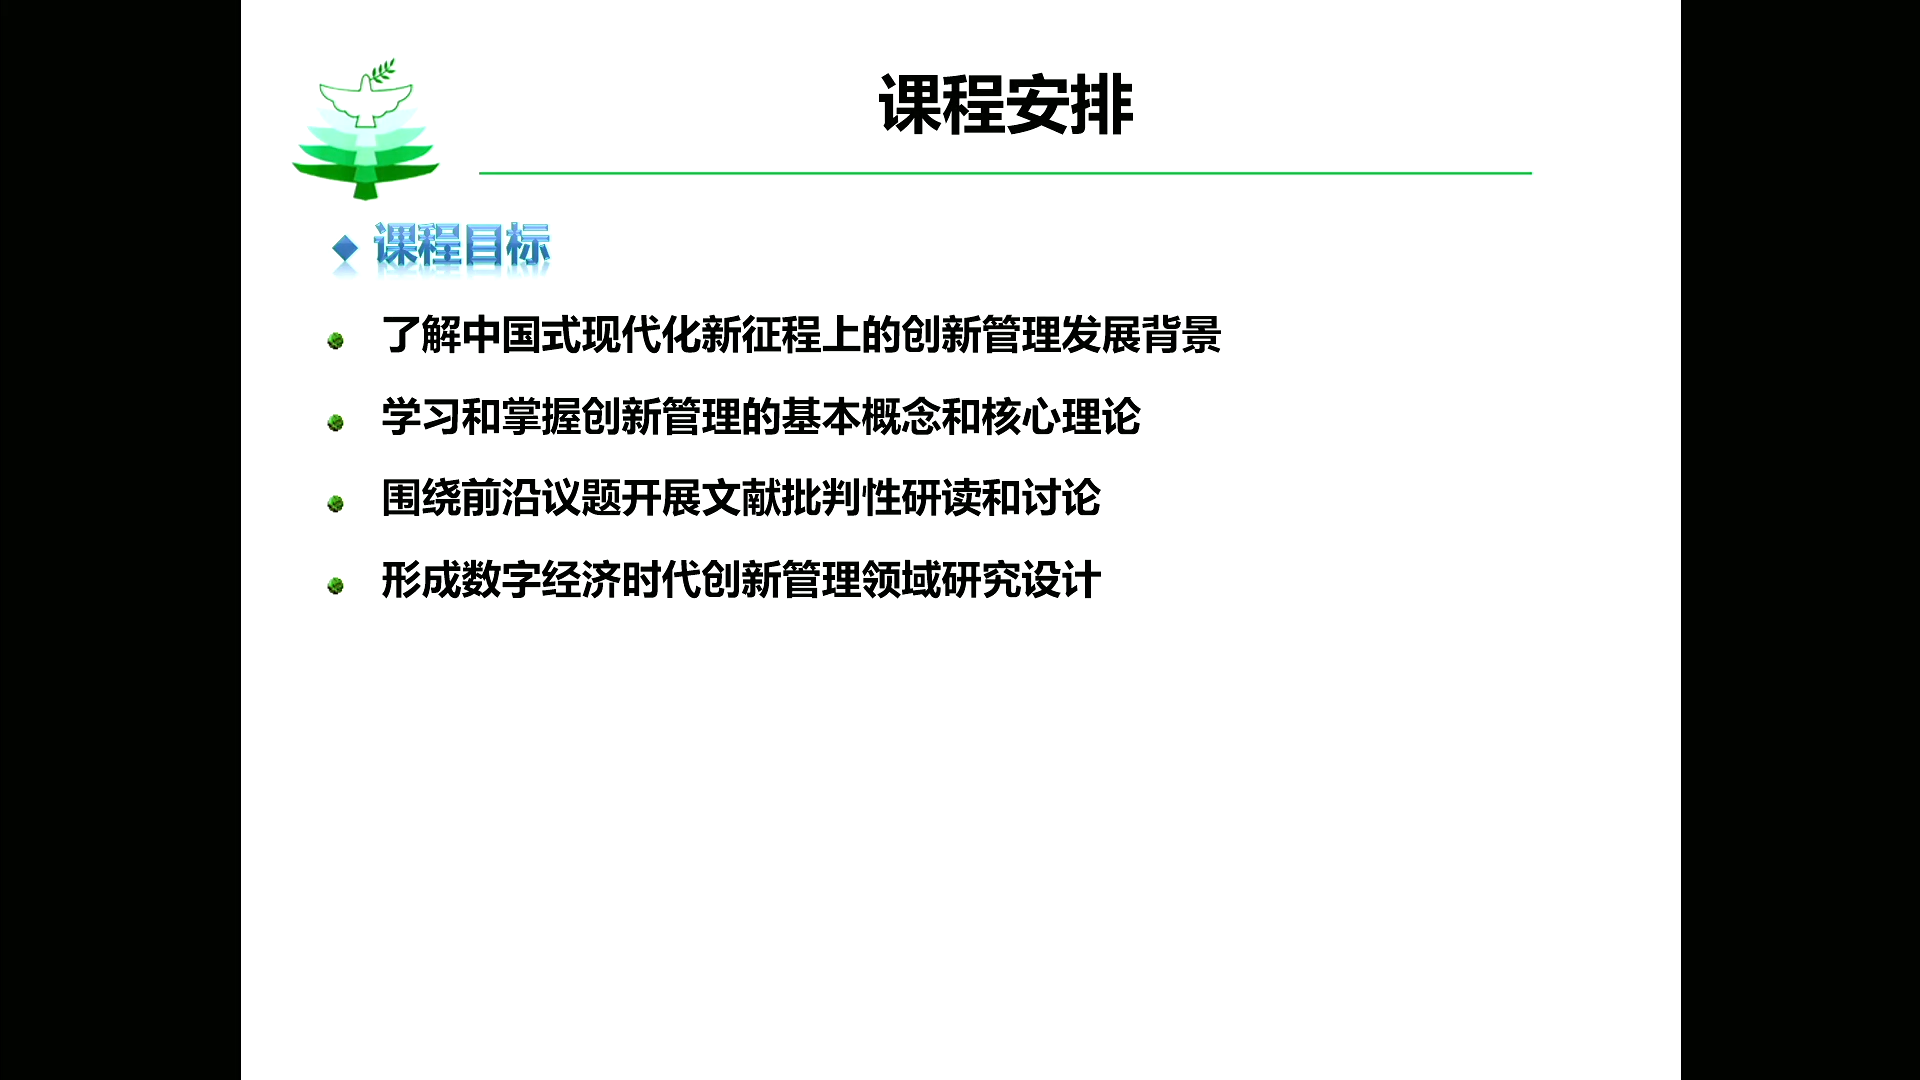 课程安排
课程目标
了解中国式现代化新征程上的创新管理发展背景
学习和掌握创新管理的基本概念和核心理论
围绕前沿议题开展文献批判性研读和讨论
形成数字经济时代创新管理领域研究设计